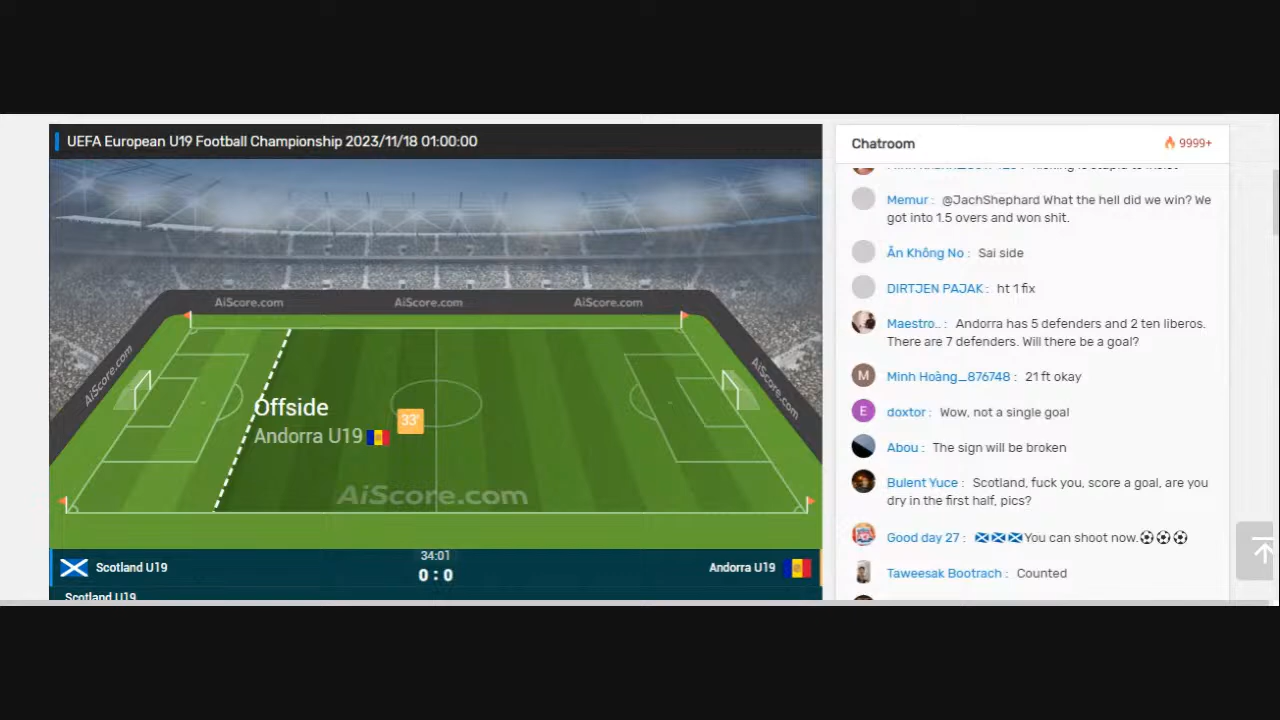 UEFA European U19 Football Championship 2023/11/18 01:00:00
AiScore.com
AiScore.com
AiScore.com
AiScore.com
AiScore.com
Offside
Andorra U19
33'
AiScore.com
Scotland U19
34:01
0 : 0
Andorra U19
Scotland U19
Chatroom
9999+
Memur : @JachShephard What the hell did we win? We
got into 1.5 overs and won shit.
Ăn Không No : Sai side
DIRTJEN PAJAK : ht 1 fix
Maestro.. : Andorra has 5 defenders and 2 ten liberos.
There are 7 defenders. Will there be a goal?
M
Minh Hoàng_876748 : 21 ft okay
E
doxtor : Wow, not a single goal
Abou : The sign will be broken
Bulent Yuce : Scotland, fuck you, score a goal, are you
dry in the first half, pics?
Good day 27 : 🏴󠁧󠁢󠁳󠁣󠁴󠁿🏴󠁧󠁢󠁳󠁣󠁴󠁿🏴󠁧󠁢󠁳󠁣󠁴󠁿You can shoot now.⚽⚽⚽
Taweesak Bootrach : Counted